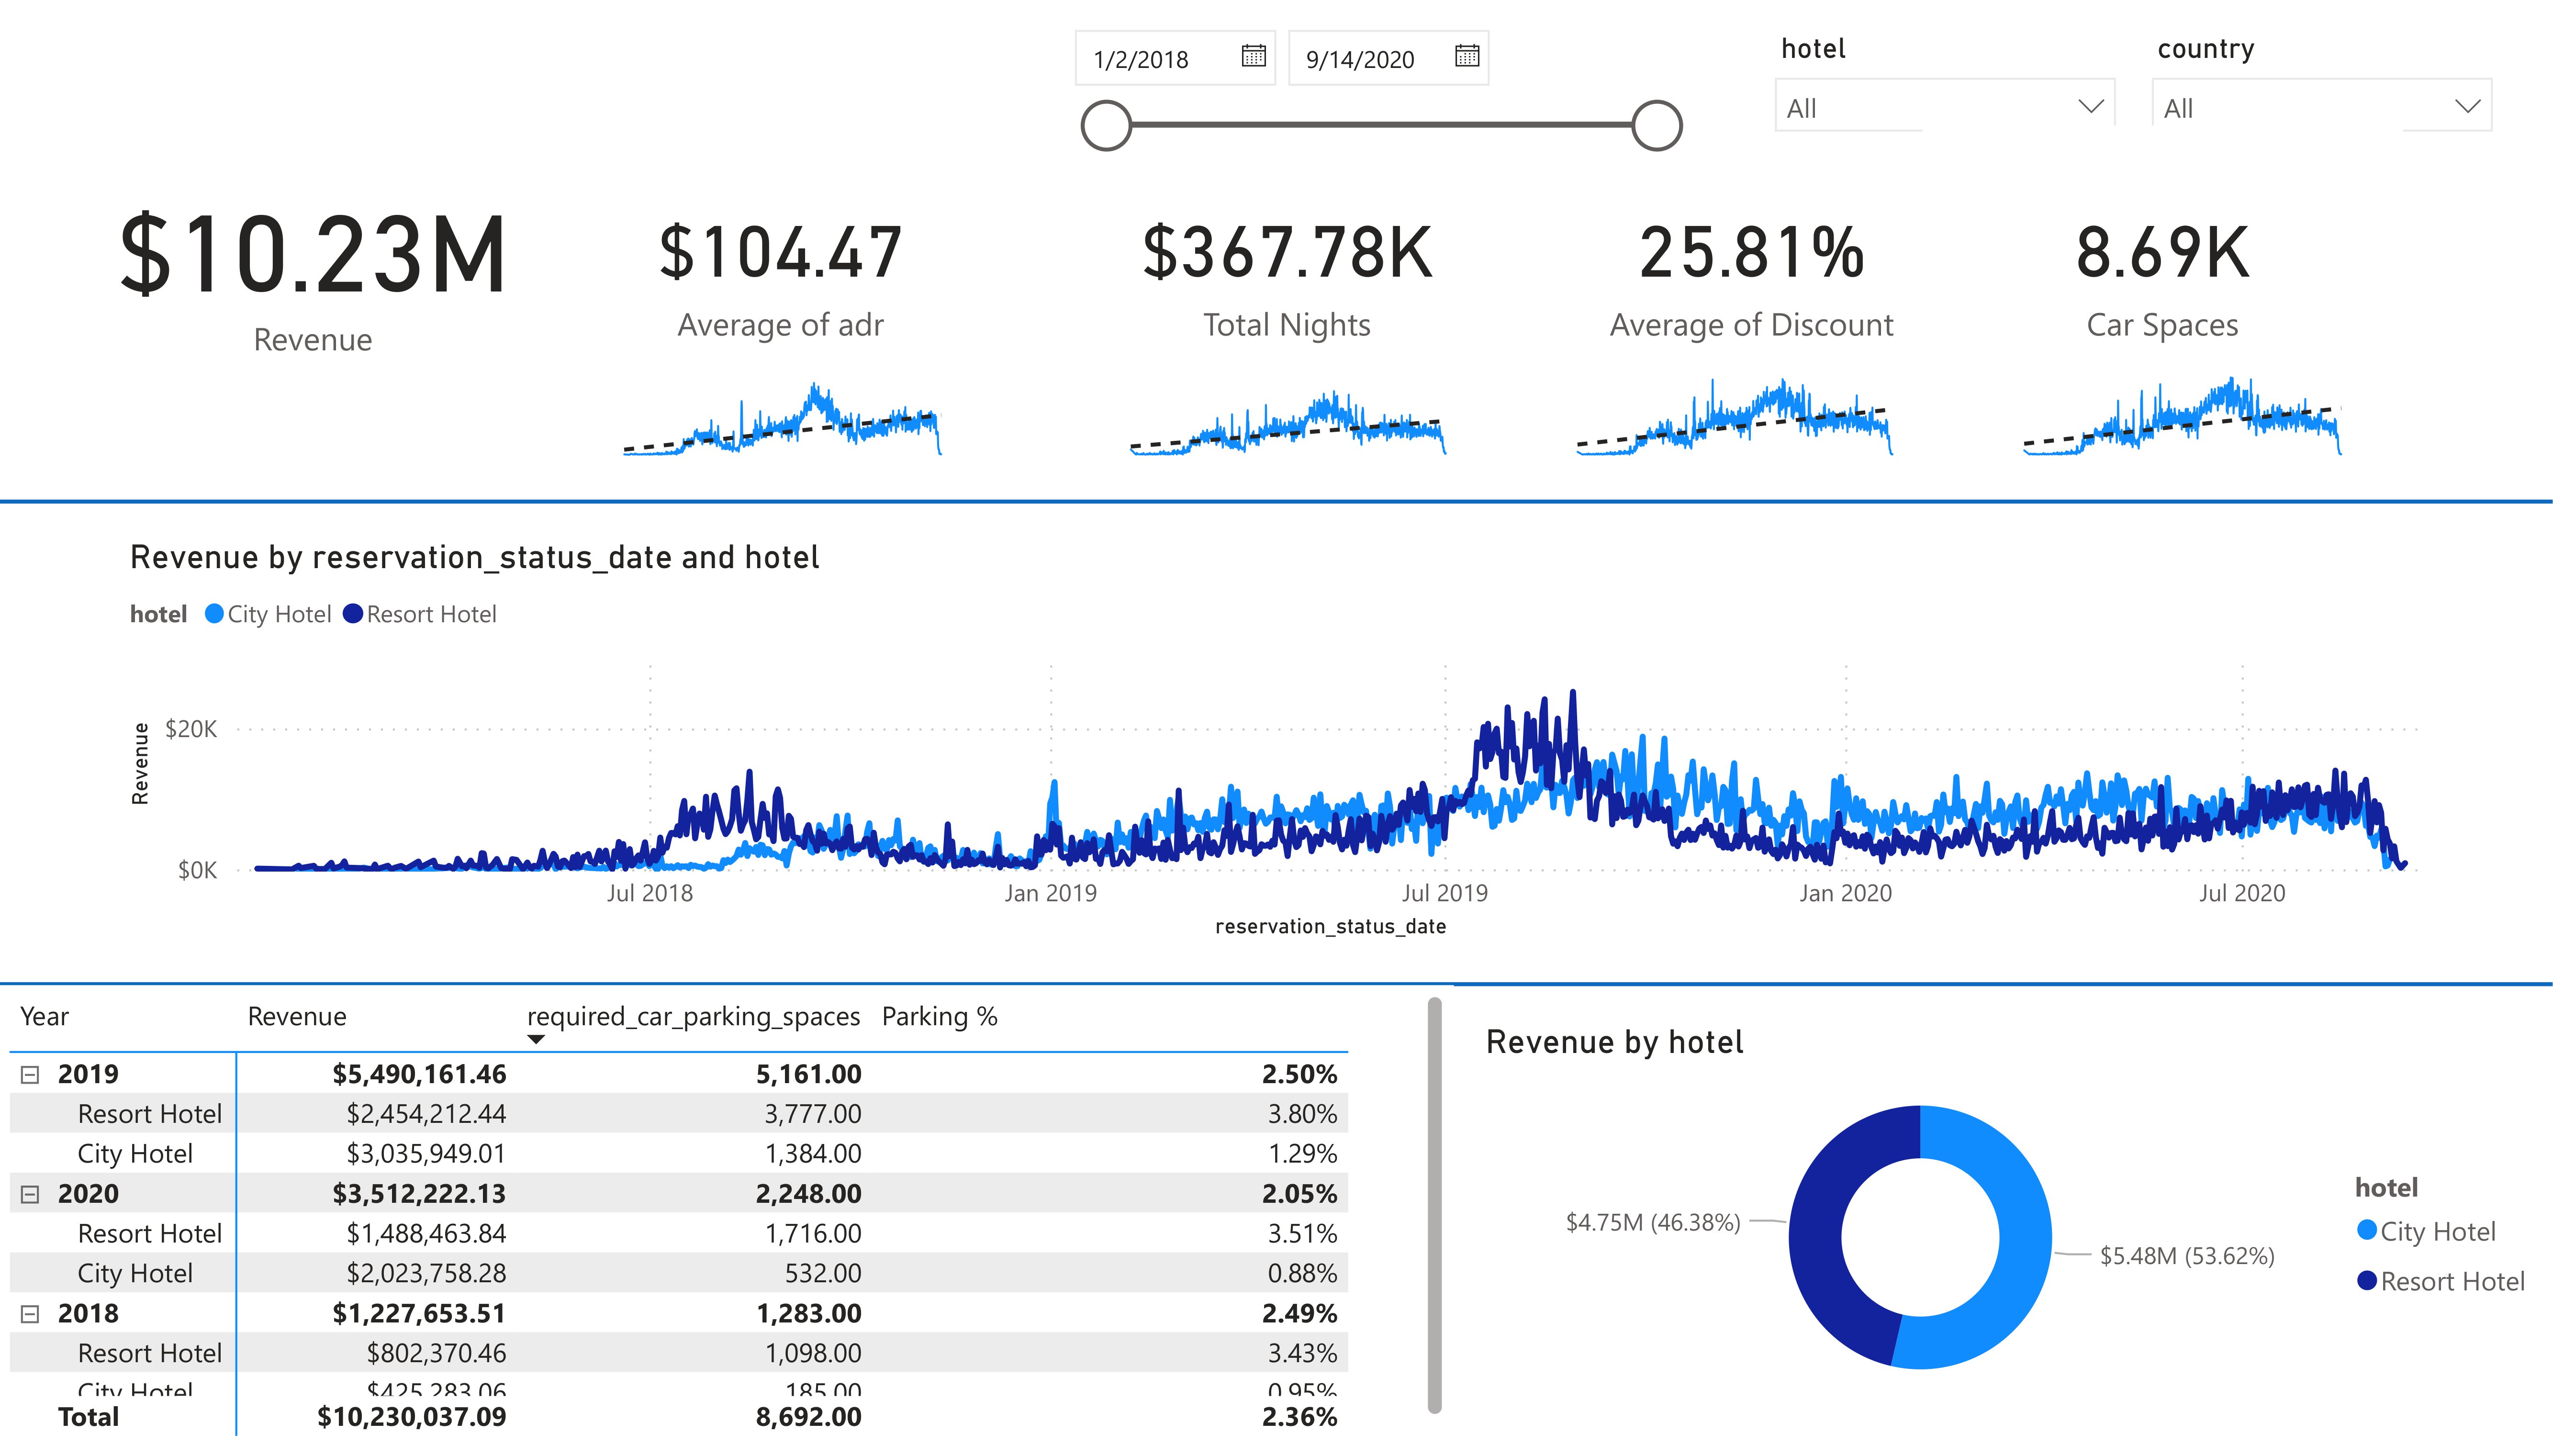 1/2/2018 9/14/2020
hotel
All
country
All
$10.23M
Revenue
$104.47
Average of adr
$367.78K
Total Nights
25.81%
Average of Discount
8.69K
Car Spaces
Revenue by reservation_status_date and hotel
hotel City Hotel Resort Hotel
Revenue
$20K
$0K
Jul 2018 Jan 2019 Jul 2019 Jan 2020 Jul 2020
reservation_status_date
Year Revenue required_car_parking_spaces Parking %
2019 $5,490,161.46 5,161.00 2.50%
Resort Hotel $2,454,212.44 3,777.00 3.80%
City Hotel $3,035,949.01 1,384.00 1.29%
2020 $3,512,222.13 2,248.00 2.05%
Resort Hotel $1,488,463.84 1,716.00 3.51%
City Hotel $2,023,758.28 532.00 0.88%
2018 $1,227,653.51 1,283.00 2.49%
Resort Hotel $802,370.46 1,098.00 3.43%
City Hotel $425,283.06 185.00 0.95%
Total $10,230,037.09 8,692.00 2.36%
Revenue by hotel
$4.75M (46.38%)
$5.48M (53.62%)
hotel
City Hotel
Resort Hotel